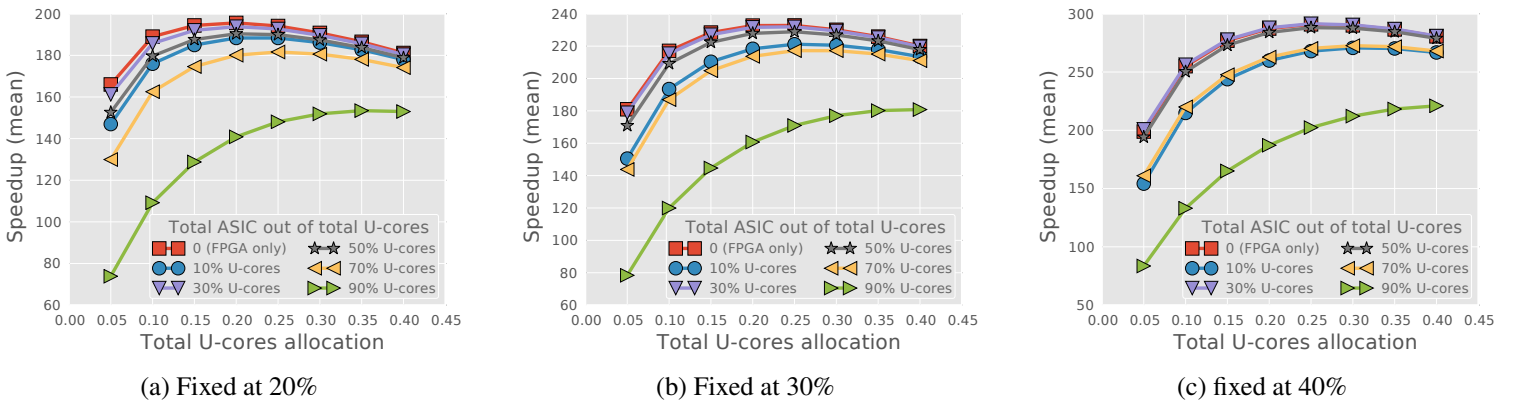 200
180
160
140
120
100
80
60
Speedup (mean)
0.00 0.05 0.10 0.15 0.20 0.25 0.30 0.35 0.40 0.45
Total U-cores allocation
Total ASIC out of total U-cores
0 (FPGA only) 50% U-cores
10% U-cores 70% U-cores
30% U-cores 90% U-cores
(a) Fixed at 20%
240
220
200
180
160
140
120
100
80
60
Speedup (mean)
0.00 0.05 0.10 0.15 0.20 0.25 0.30 0.35 0.40 0.45
Total U-cores allocation
Total ASIC out of total U-cores
0 (FPGA only) 50% U-cores
10% U-cores 70% U-cores
30% U-cores 90% U-cores
(b) Fixed at 30%
300
250
200
150
100
50
Speedup (mean)
0.00 0.05 0.10 0.15 0.20 0.25 0.30 0.35 0.40 0.45
Total U-cores allocation
Total ASIC out of total U-cores
0 (FPGA only) 50% U-cores
10% U-cores 70% U-cores
30% U-cores 90% U-cores
(c) fixed at 40%